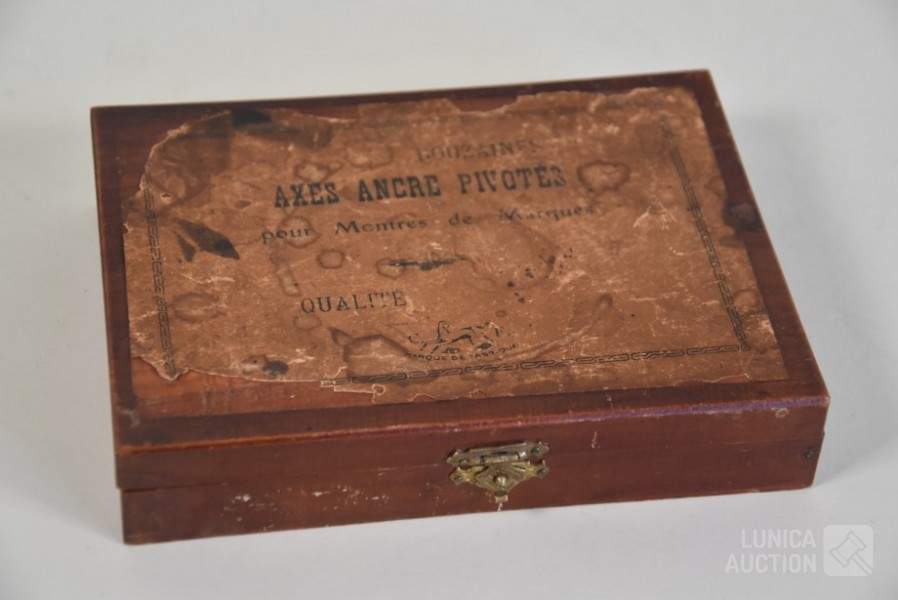 DOUZAINES
AXES ANCRE PIVOTÉS
pour Montres de Marques
QUALITÉ
MARQUE DE FABRIQUE
LUNICA
AUCTION